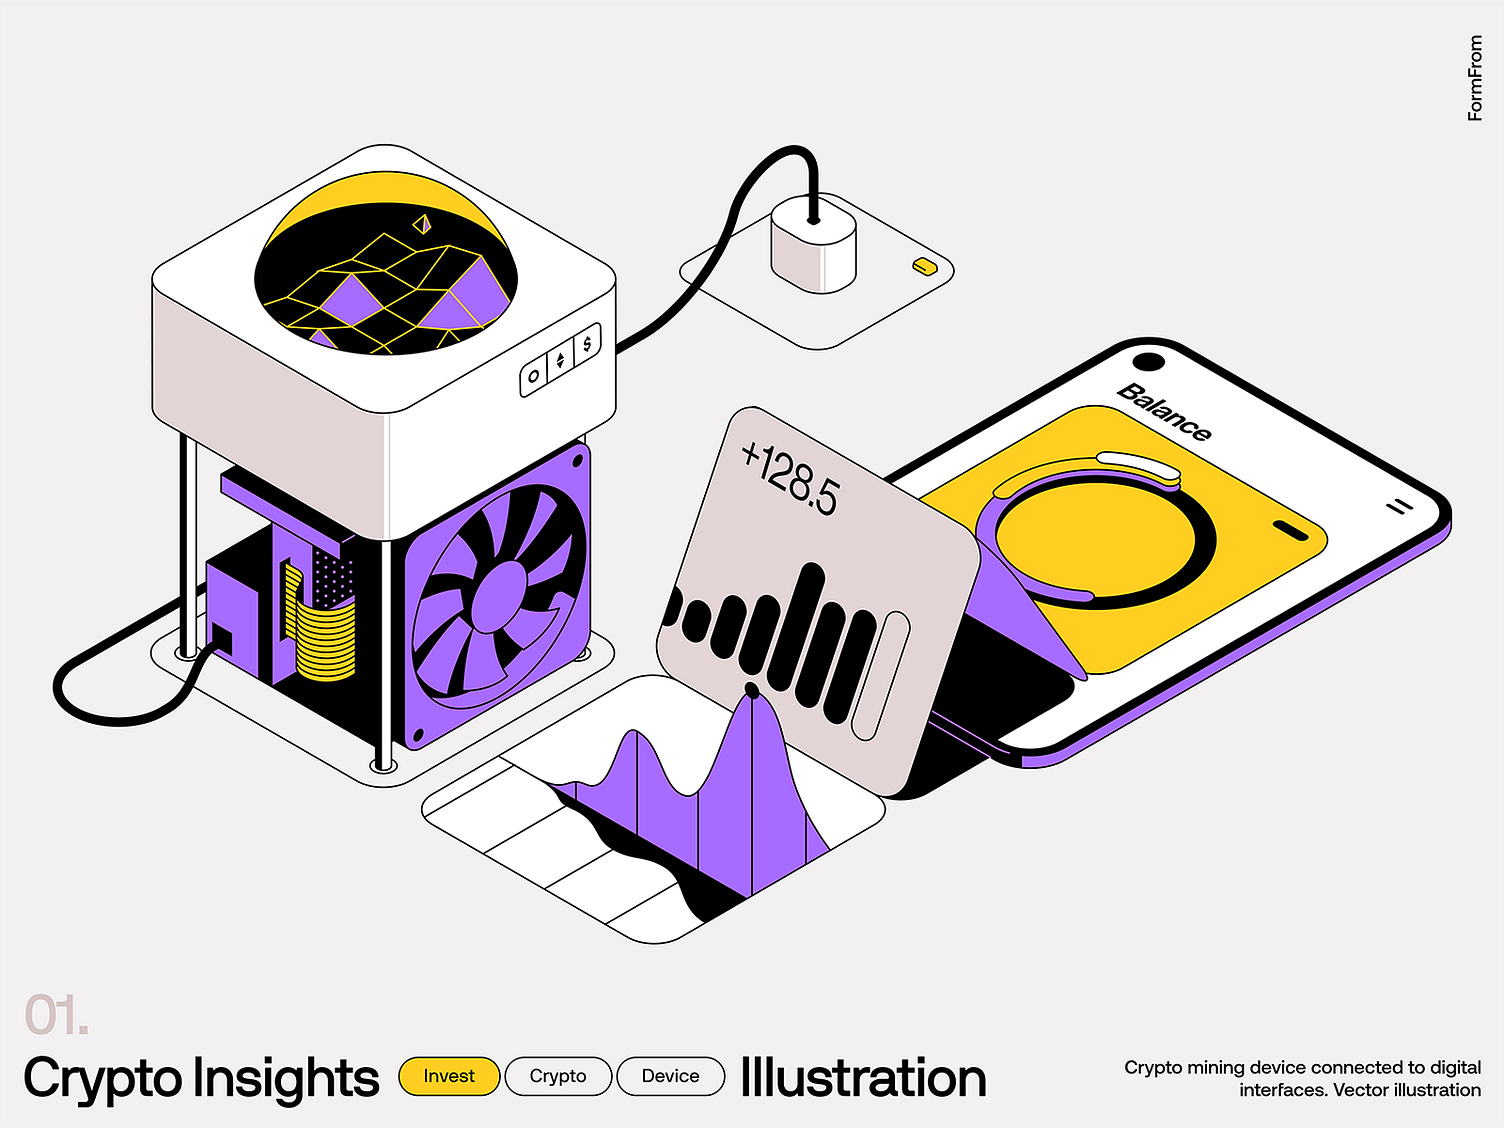 FormFrom
$
Balance
+128.5
01.
Crypto Insights Invest Crypto Device Illustration
Crypto mining device connected to digital
interfaces. Vector illustration